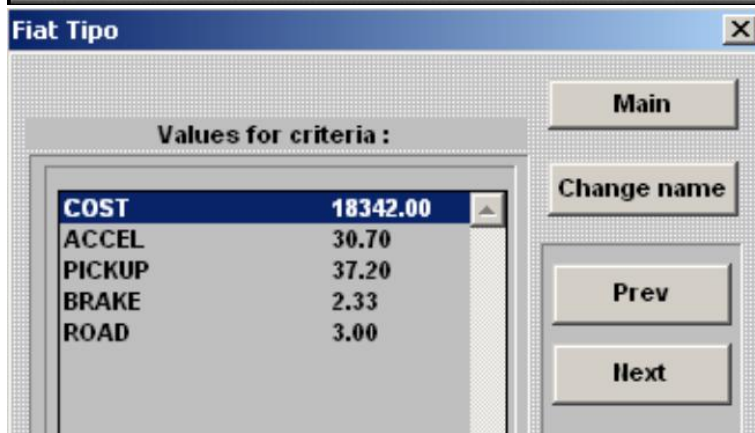 Fiat Tipo
Main
Values for criteria :
Change name
COST 18342.00
ACCEL 30.70
PICKUP 37.20
BRAKE 2.33
ROAD 3.00
Prev
Next